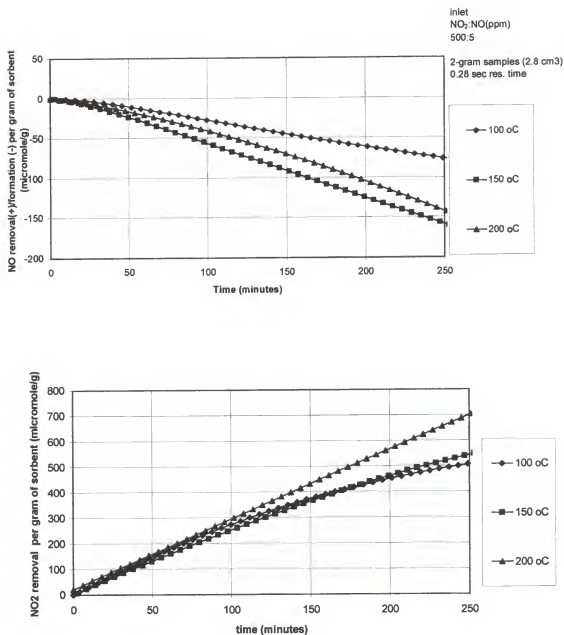 inlet
NO2:NO(ppm)
500:5
2-gram samples (2.8 cm3)
0.28 sec res. time
NO removal(+)/formation (-) per gram of sorbent
(micromole/g)
50
0
-50
-100
-150
-200
0 50 100 150 200 250
Time (minutes)
100 oC
150 oC
200 oC
NO2 removal per gram of sorbent (micromole/g)
800
700
600
500
400
300
200
100
0
0 50 100 150 200 250
time (minutes)
100 oC
150 oC
200 oC